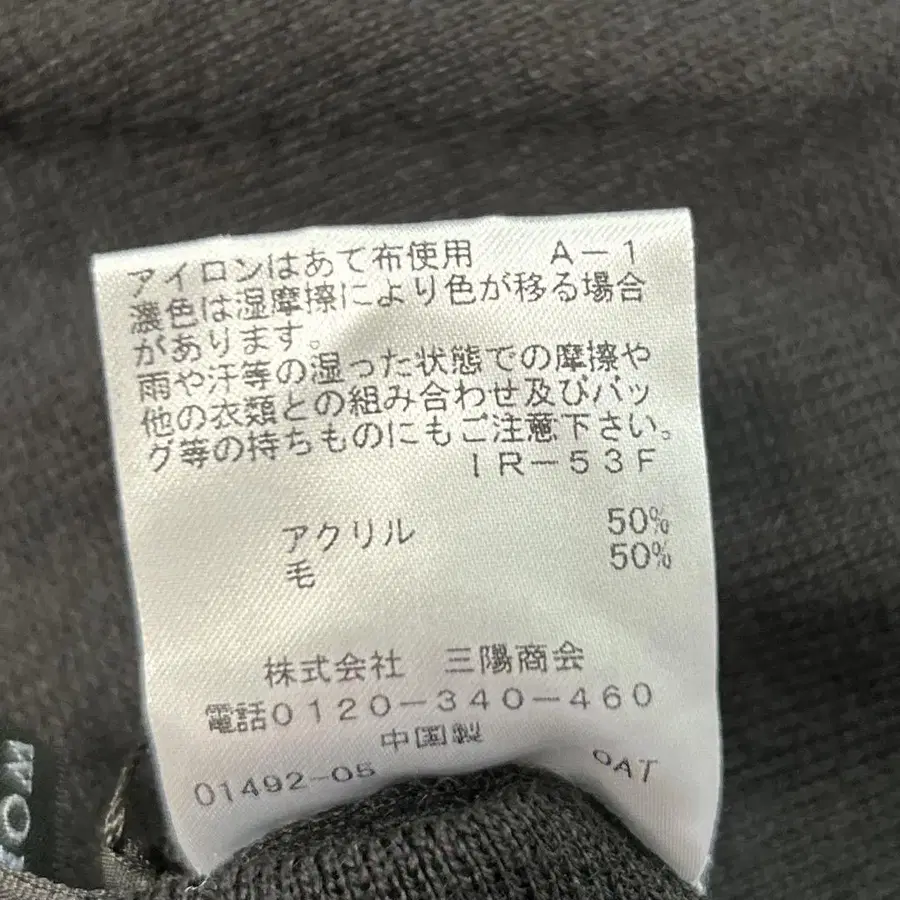 アイロンはあて布使用 A-1
濃色は湿摩擦により色が移る場合
があります。
雨や汗等の湿った状態での摩擦や
他の衣類との組み合わせ及びバッ
グ等の持ちものにもご注意下さい。
IR-53F
アクリル 50%
毛 50%
株式会社 三陽商会
電話0120-340-460
中国製
01492-05 9AT